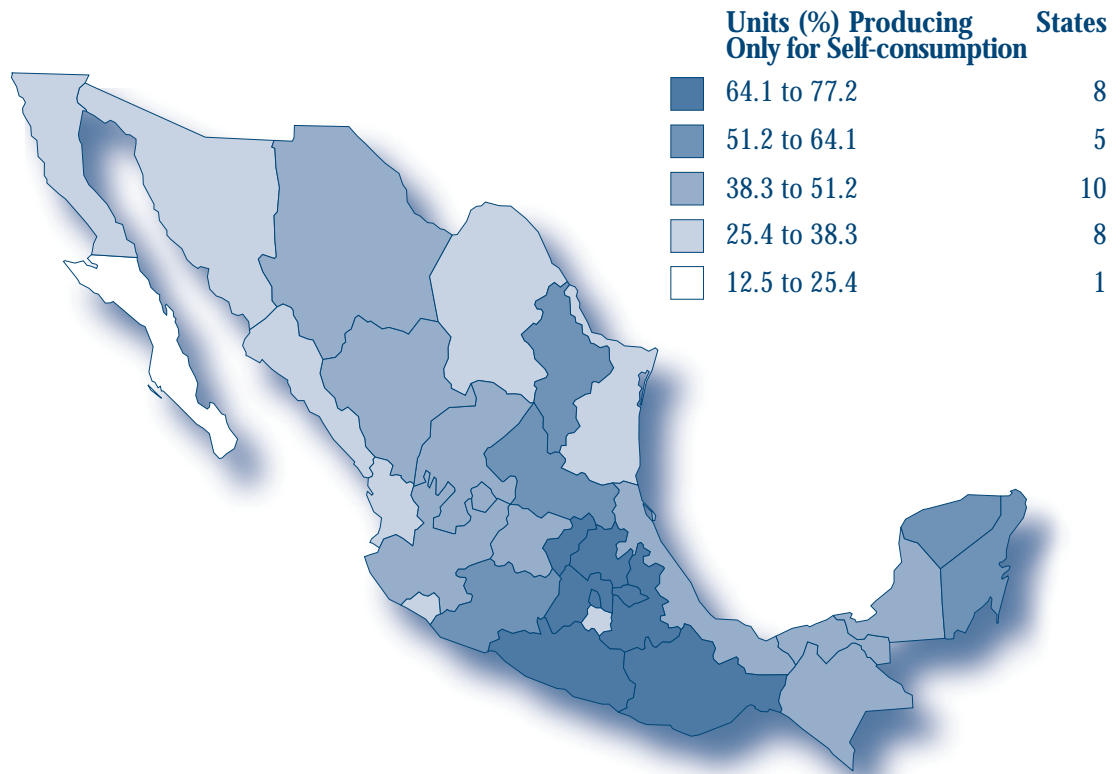 Units (%) Producing States
Only for Self-consumption
64.1 to 77.2 8
51.2 to 64.1 5
38.3 to 51.2 10
25.4 to 38.3 8
12.5 to 25.4 1